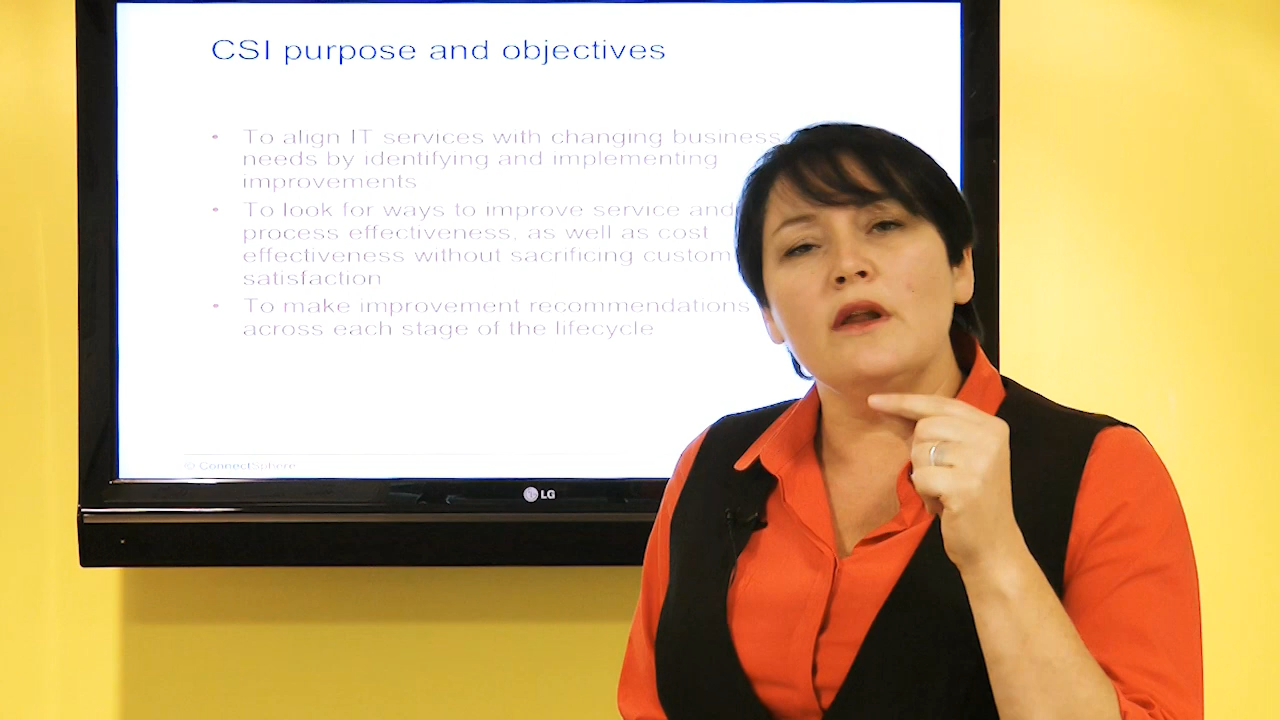 CSI purpose and objectives
• To align IT services with changing business
needs by identifying and implementing
improvements
• To look for ways to improve service and
process effectiveness, as well as cost
effectiveness without sacrificing custom
satisfaction
• To make improvement recommendations
across each stage of the lifecycle
© ConnectSphere
LG